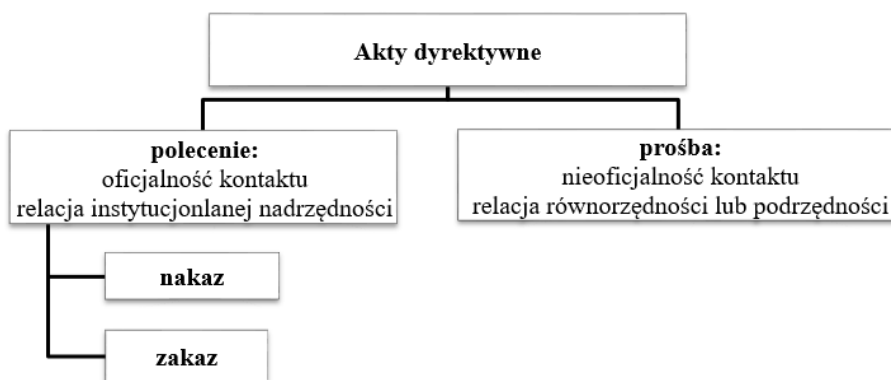 Akty dyrektywne
polecenie:
oficjalność kontaktu
relacja instytucjonlanej nadrzędności
prośba:
nieoficjalność kontaktu
relacja równorzędności lub podrzędności
nakaz
zakaz